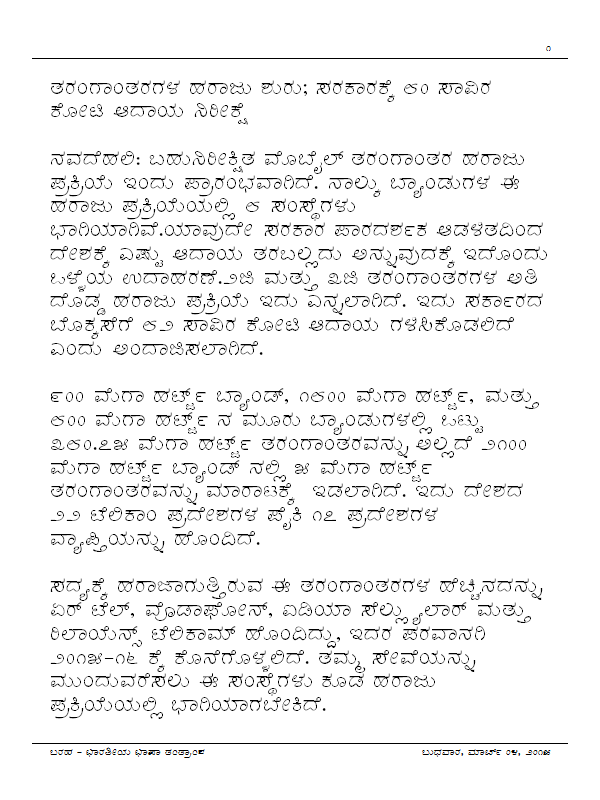 ೧
ತರಂಗಾಂತರಗಳ ಹರಾಜು ಶುರು; ಸರಕಾರಕ್ಕೆ ೮೦ ಸಾವಿರ
ಕೋಟಿ ಆದಾಯ ನಿರೀಕ್ಷೆ
ನವದೆಹಲಿ: ಬಹುನಿರೀಕ್ಷಿತ ಮೊಬೈಲ್ ತರಂಗಾಂತರ ಹರಾಜು
ಪ್ರಕ್ರಿಯೆ ಇಂದು ಪ್ರಾರಂಭವಾಗಿದೆ. ನಾಲ್ಕು ಬ್ಯಾಂಡುಗಳ ಈ
ಹರಾಜು ಪ್ರಕ್ರಿಯೆಯಲ್ಲಿ ೮ ಸಂಸ್ಥೆಗಳು
ಭಾಗಿಯಾಗಿವೆ.ಯಾವುದೇ ಸರಕಾರ ಪಾರದರ್ಶಕ ಆಡಳತದಿಂದ
ದೇಶಕ್ಕೆ ಎಷ್ಟು ಆದಾಯ ತರಬಲ್ಲದು ಅನ್ನುವುದಕ್ಕೆ ಇದೊಂದು
ಒಳ್ಳೆಯ ಉದಾಹರಣೆ.೨ಜಿ ಮತ್ತು ೩ಜಿ ತರಂಗಾಂತರಗಳ ಅತಿ
ದೊಡ್ಡ ಹರಾಜು ಪ್ರಕ್ರಿಯೆ ಇದು ಎನ್ನಲಾಗಿದೆ. ಇದು ಸರ್ಕಾರದ
ಬೊಕ್ಕಸೆಗೆ ೮೨ ಸಾವಿರ ಕೋಟಿ ಆದಾಯ ಗಳಿಸಿಕೊಡಲಿದೆ
ಎಂದು ಅಂದಾಜಿಸಲಾಗಿದೆ.
೯೦೦ ಮೆಗಾ ಹರ್ಟ್ಜ್ ಬ್ಯಾಂಡ್, ೧೮೦೦ ಮೆಗಾ ಹರ್ಟ್ಜ್, ಮತ್ತು
೮೦೦ ಮೆಗಾ ಹರ್ಟ್ಜ್ ನ ಮೂರು ಬ್ಯಾಂಡುಗಳಲ್ಲಿ ಒಟ್ಟು
೩೮೦.೭೫ ಮೆಗಾ ಹರ್ಟ್ಜ್ ತರಂಗಾಂತರವನ್ನು ಅಲ್ಲದೆ ೨೧೦೦
ಮೆಗಾ ಹರ್ಟ್ಜ್ ಬ್ಯಾಂಡ್ ನಲ್ಲಿ ೫ ಮೆಗಾ ಹರ್ಟ್ಜ್
ತರಂಗಾಂತರವನ್ನು ಮಾರಾಟಕ್ಕೆ ಇಡಲಾಗಿದೆ. ಇದು ದೇಶದ
೨೨ ಟೆಲಿಕಾಂ ಪ್ರದೇಶಗಳ ಪೈಕಿ ೧೭ ಪ್ರದೇಶಗಳ
ವ್ಯಾಪ್ತಿಯನ್ನು ಹೊಂದಿದೆ.
ಸದ್ಯಕ್ಕೆ ಹರಾಜಾಗುತ್ತಿರುವ ಈ ತರಂಗಾಂತರಗಳ ಹೆಚ್ಚಿನದನ್ನು
ಏರ್ ಟೆಲ್, ವೊಡಾಫೋನ್, ಐಡಿಯಾ ಸೆಲ್ಲ್ಯುಲಾರ್ ಮತ್ತು
ರಿಲಾಯೆನ್ಸ್ ಟೆಲಿಕಾಮ್ ಹೊಂದಿದ್ದು, ಇದರ ಪರವಾನಗಿ
೨೦೧೫-೧೬ ಕ್ಕೆ ಕೊನೆಗೊಳ್ಳಲಿದೆ. ತಮ್ಮ ಸೇವೆಯನ್ನು
ಮುಂದುವರೆಸಲು ಈ ಸಂಸ್ಥೆಗಳು ಕೂಡ ಹರಾಜು
ಪ್ರಕ್ರಿಯೆಯಲ್ಲಿ ಭಾಗಿಯಾಗಬೇಕಿದೆ.
ಬರಹ - ಭಾರತೀಯ ಭಾಷಾ ತಂತ್ರಾಂಶ
ಬುಧವಾರ, ಮಾರ್ಚ್ ೦೪, ೨೦೧೫